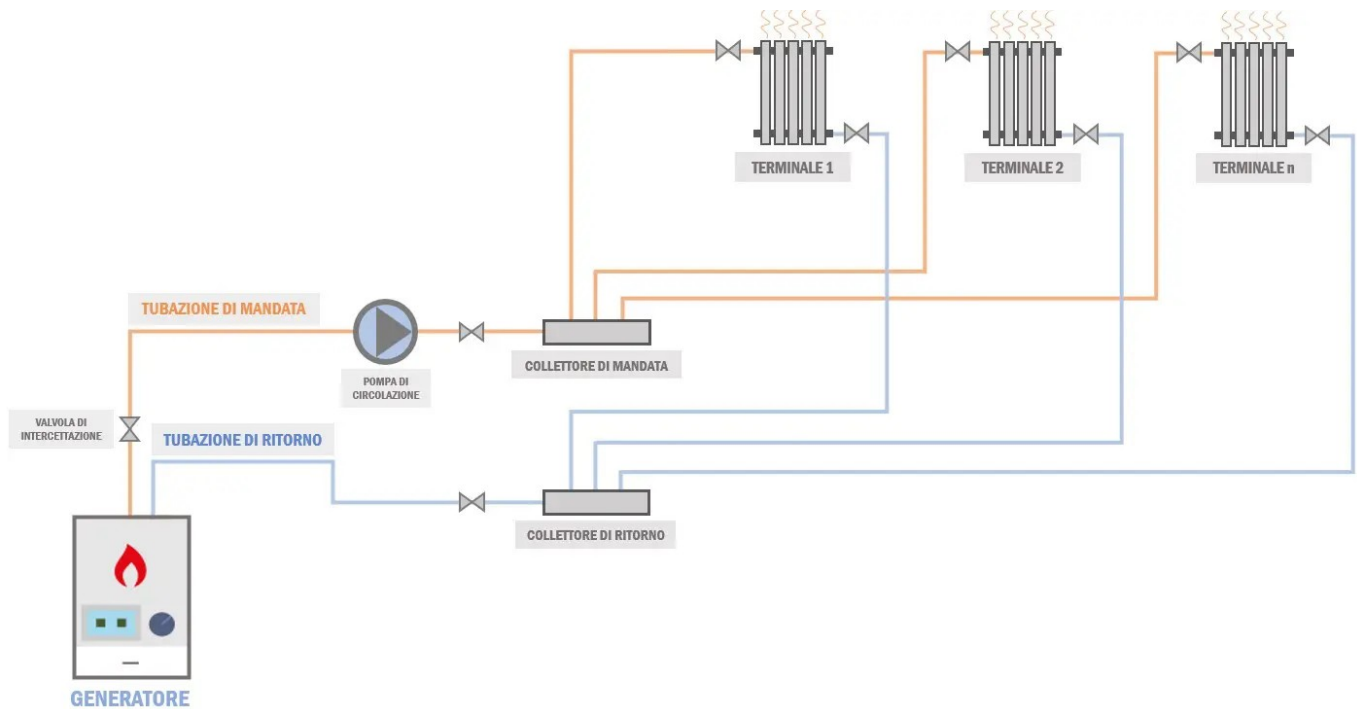 TERMINALE 1
TERMINALE 2
TERMINALE n
TUBAZIONE DI MANDATA
COLLETTORE DI MANDATA
POMPA DI
CIRCOLAZIONE
VALVOLA DI
INTERCETTAZIONE
TUBAZIONE DI RITORNO
COLLETTORE DI RITORNO
GENERATORE